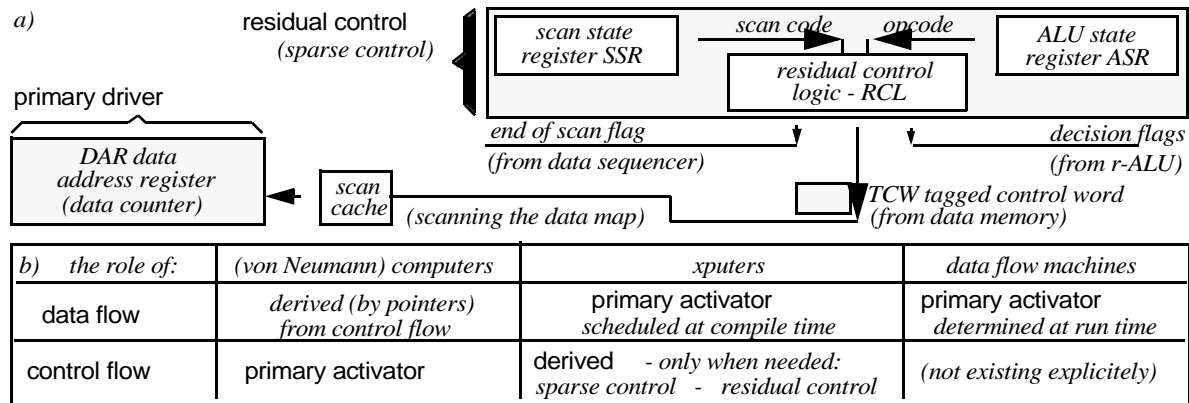 a)
residual control
(sparse control)
scan state
register SSR
scan code
opcode
ALU state
register ASR
residual control
logic - RCL
primary driver
DAR data
address register
(data counter)
end of scan flag
(from data sequencer)
decision flags
(from r-ALU)
scan
cache
(scanning the data map)
TCW tagged control word
(from data memory)
b) the role of:
(von Neumann) computers
xputers
data flow machines
data flow
derived (by pointers)
from control flow
primary activator
scheduled at compile time
primary activator
determined at run time
control flow
primary activator
derived - only when needed:
sparse control - residual control
(not existing explicitely)